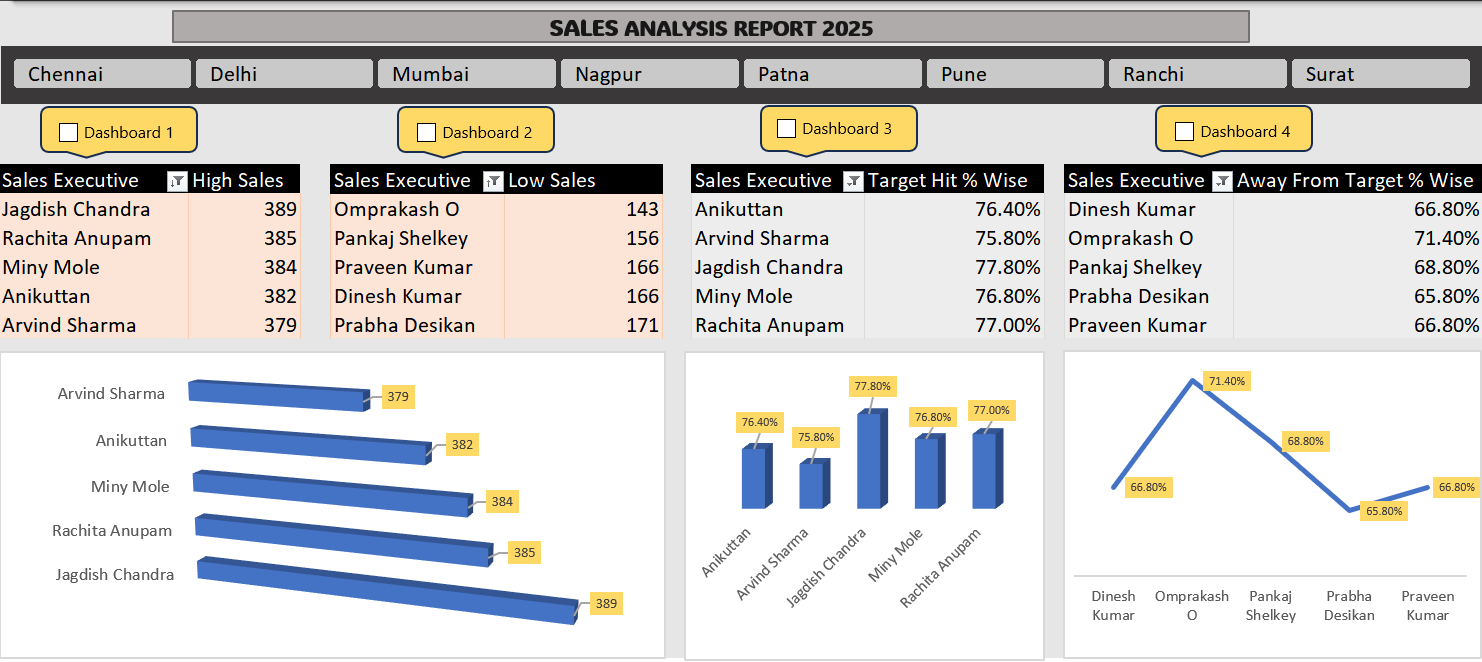 SALES ANALYSIS REPORT 2025
Chennai Delhi Mumbai Nagpur Patna Pune Ranchi Surat
Dashboard 1 Dashboard 2 Dashboard 3 Dashboard 4
Sales Executive High Sales
Jagdish Chandra 389
Rachita Anupam 385
Miny Mole 384
Anikuttan 382
Arvind Sharma 379
Sales Executive Low Sales
Omprakash O 143
Pankaj Shelkey 156
Praveen Kumar 166
Dinesh Kumar 166
Prabha Desikan 171
Sales Executive Target Hit % Wise
Anikuttan 76.40%
Arvind Sharma 75.80%
Jagdish Chandra 77.80%
Miny Mole 76.80%
Rachita Anupam 77.00%
Sales Executive Away From Target % Wise
Dinesh Kumar 66.80%
Omprakash O 71.40%
Pankaj Shelkey 68.80%
Prabha Desikan 65.80%
Praveen Kumar 66.80%
Arvind Sharma 379
Anikuttan 382
Miny Mole 384
Rachita Anupam 385
Jagdish Chandra 389
76.40% 75.80% 77.80% 76.80% 77.00%
Anikuttan Arvind Sharma Jagdish Chandra Miny Mole Rachita Anupam
66.80% 71.40% 68.80% 65.80% 66.80%
Dinesh Omprakash Pankaj Prabha Praveen
Kumar O Shelkey Desikan Kumar